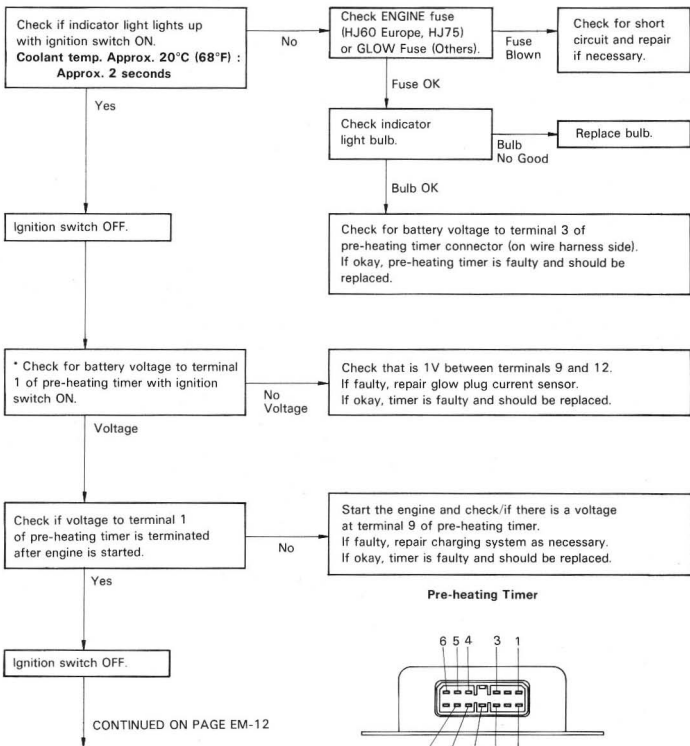 Check if indicator light lights up
with ignition switch ON.
Coolant temp. Approx. 20°C (68°F) :
Approx. 2 seconds
No
Check ENGINE fuse
(HJ60 Europe, HJ75)
or GLOW Fuse (Others).
Fuse
Blown
Check for short
circuit and repair
if necessary.
Yes
Fuse OK
Check indicator
light bulb.
Bulb
No Good
Replace bulb.
Bulb OK
Ignition switch OFF.
Check for battery voltage to terminal 3 of
pre-heating timer connector (on wire harness side).
If okay, pre-heating timer is faulty and should be
replaced.
* Check for battery voltage to terminal
1 of pre-heating timer with ignition
switch ON.
No
Voltage
Check that is 1V between terminals 9 and 12.
If faulty, repair glow plug current sensor.
If okay, timer is faulty and should be replaced.
Voltage
Check if voltage to terminal 1
of pre-heating timer is terminated
after engine is started.
No
Start the engine and check/if there is a voltage
at terminal 9 of pre-heating timer.
If faulty, repair charging system as necessary.
If okay, timer is faulty and should be replaced.
Yes
Pre-heating Timer
6 5 4 3 1
Ignition switch OFF.
CONTINUED ON PAGE EM-12